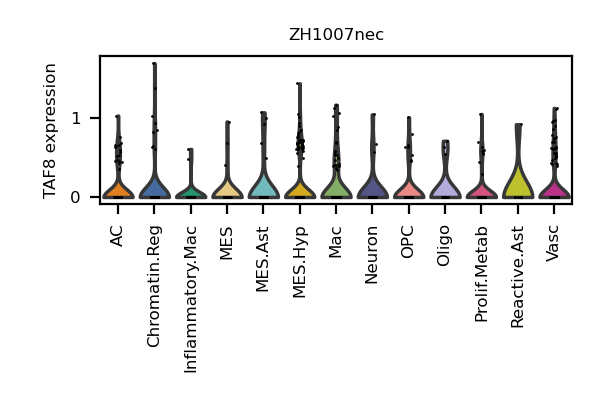 ZH1007nec
TAF8 expression
1
0
AC
Chromatin.Reg
Inflammatory.Mac
MES
MES.Ast
MES.Hyp
Mac
Neuron
OPC
Oligo
Prolif.Metab
Reactive.Ast
Vasc